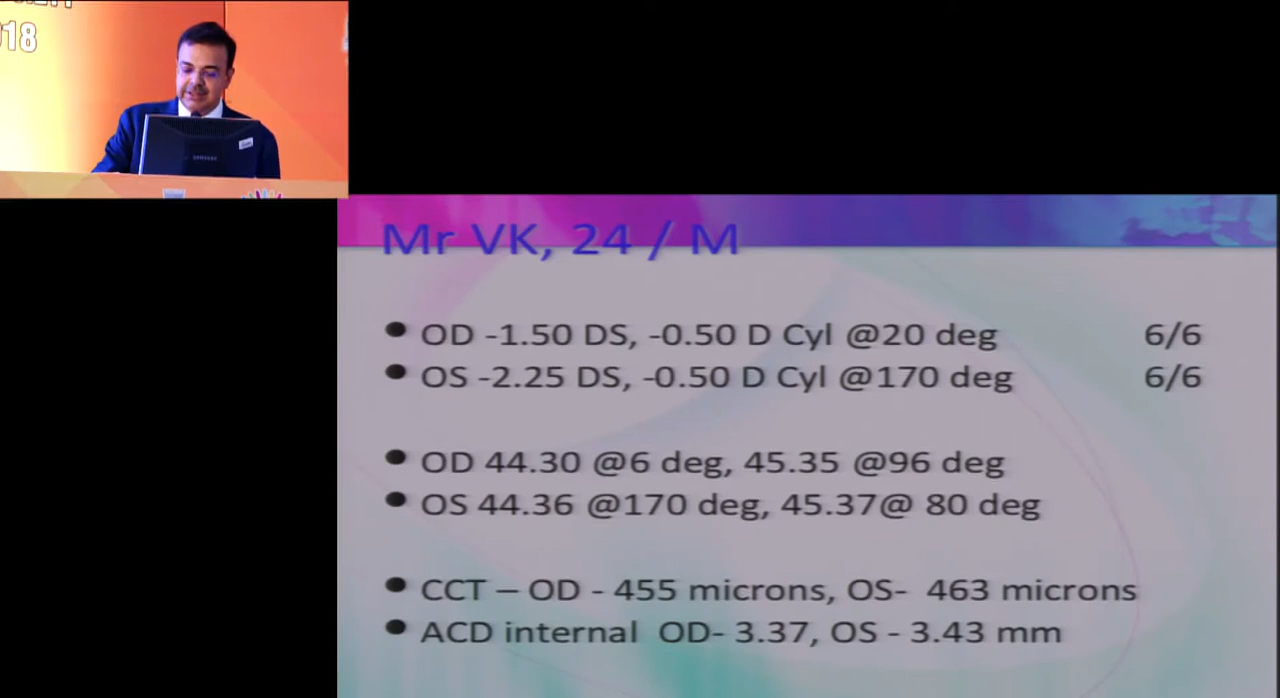 018
SAMSUNG
Mr VK, 24 / M
● OD -1.50 DS, -0.50 D Cyl @20 deg 6/6
● OS -2.25 DS, -0.50 D Cyl @170 deg 6/6
● OD 44.30 @6 deg, 45.35 @96 deg
● OS 44.36 @170 deg, 45.37@ 80 deg
● CCT – OD - 455 microns, OS- 463 microns
● ACD internal OD- 3.37, OS - 3.43 mm